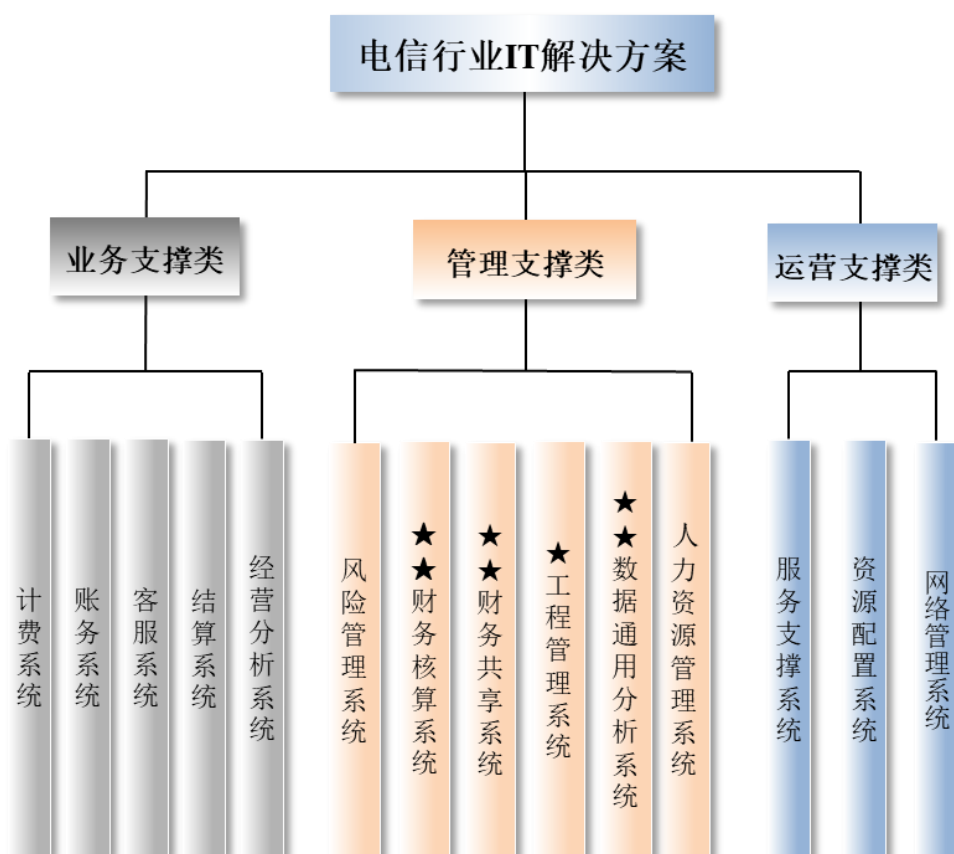 电信行业IT解决方案
业务支撑类
管理支撑类
运营支撑类
计费系统
账务系统
客服系统
结算系统
经营分析系统
风险管理系统
★★财务核算系统
★★财务共享系统
★工程管理系统
★★数据通用分析系统
人力资源管理系统
服务支撑系统
资源配置系统
网络管理系统